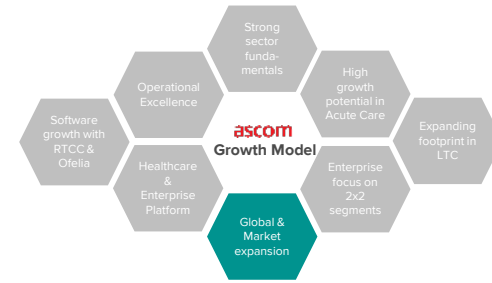 Strong
sector
funda-
mentals
Operational
Excellence
High
growth
potential in
Acute Care
Software
growth with
RTCC &
Ofelia
ascom
Growth Model
Expanding
footprint in
LTC
Healthcare
&
Enterprise
Platform
Enterprise
focus on
2x2
segments
Global &
Market
expansion